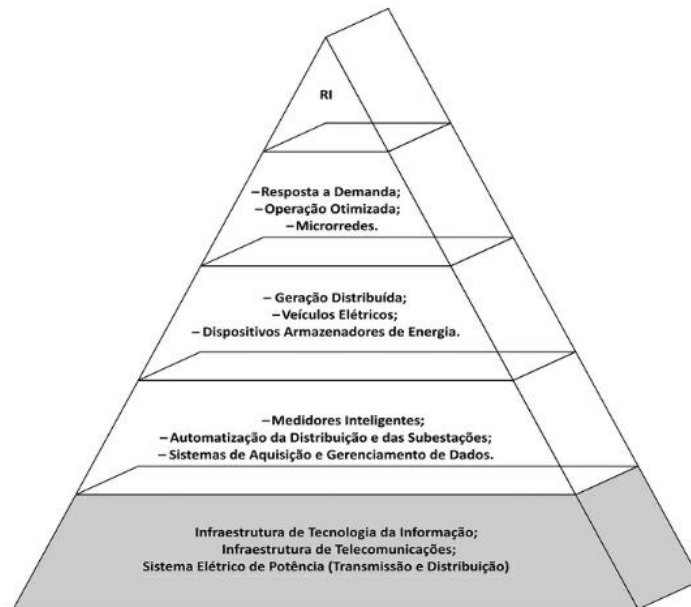 RI
–Resposta a Demanda;
–Operação Otimizada;
–Microrredes.
–Geração Distribuída;
–Veículos Elétricos;
–Dispositivos Armazenadores de Energia.
–Medidores Inteligentes;
–Automatização da Distribuição e das Subestações;
–Sistemas de Aquisição e Gerenciamento de Dados.
Infraestrutura de Tecnologia da Informação;
Infraestrutura de Telecomunicações;
Sistema Elétrico de Potência (Transmissão e Distribuição)